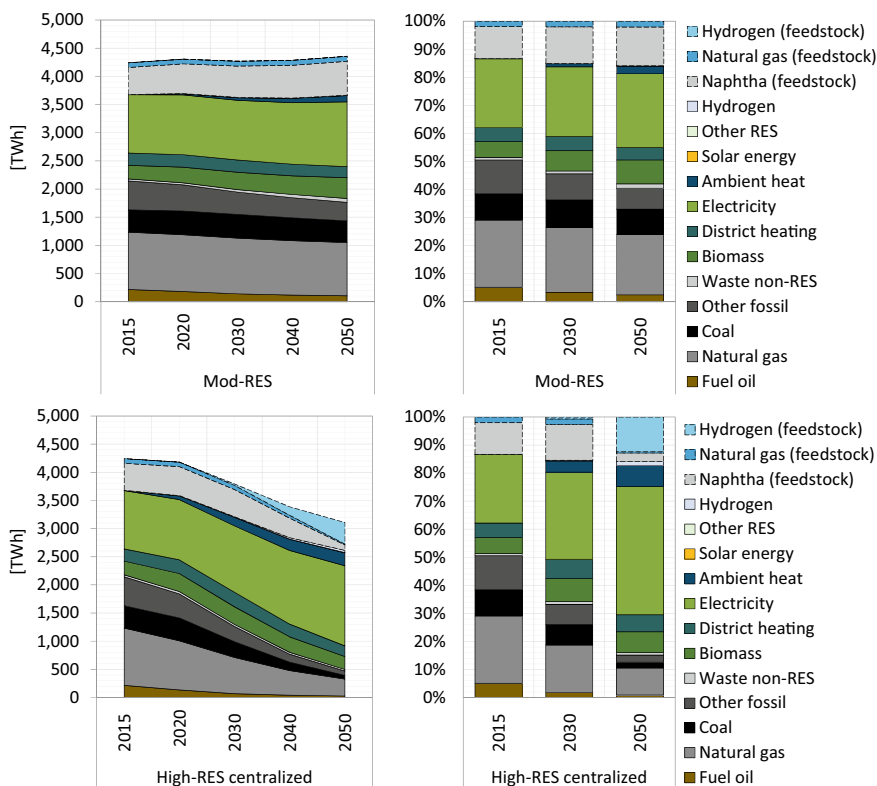 5,000
4,500
4,000
3,500
3,000
2,500
2,000
1,500
1,000
500
0
[TWh]
2015
2020
2030
2040
2050
Mod-RES
100%
90%
80%
70%
60%
50%
40%
30%
20%
10%
0%
2015
2030
2050
Mod-RES
Hydrogen (feedstock)
Natural gas (feedstock)
Naphtha (feedstock)
Hydrogen
Other RES
Solar energy
Ambient heat
Electricity
District heating
Biomass
Waste non-RES
Other fossil
Coal
Natural gas
Fuel oil
5,000
4,500
4,000
3,500
3,000
2,500
2,000
1,500
1,000
500
0
[TWh]
2015
2020
2030
2040
2050
High-RES centralized
100%
90%
80%
70%
60%
50%
40%
30%
20%
10%
0%
2015
2030
2050
High-RES centralized
Hydrogen (feedstock)
Natural gas (feedstock)
Naphtha (feedstock)
Hydrogen
Other RES
Solar energy
Ambient heat
Electricity
District heating
Biomass
Waste non-RES
Other fossil
Coal
Natural gas
Fuel oil